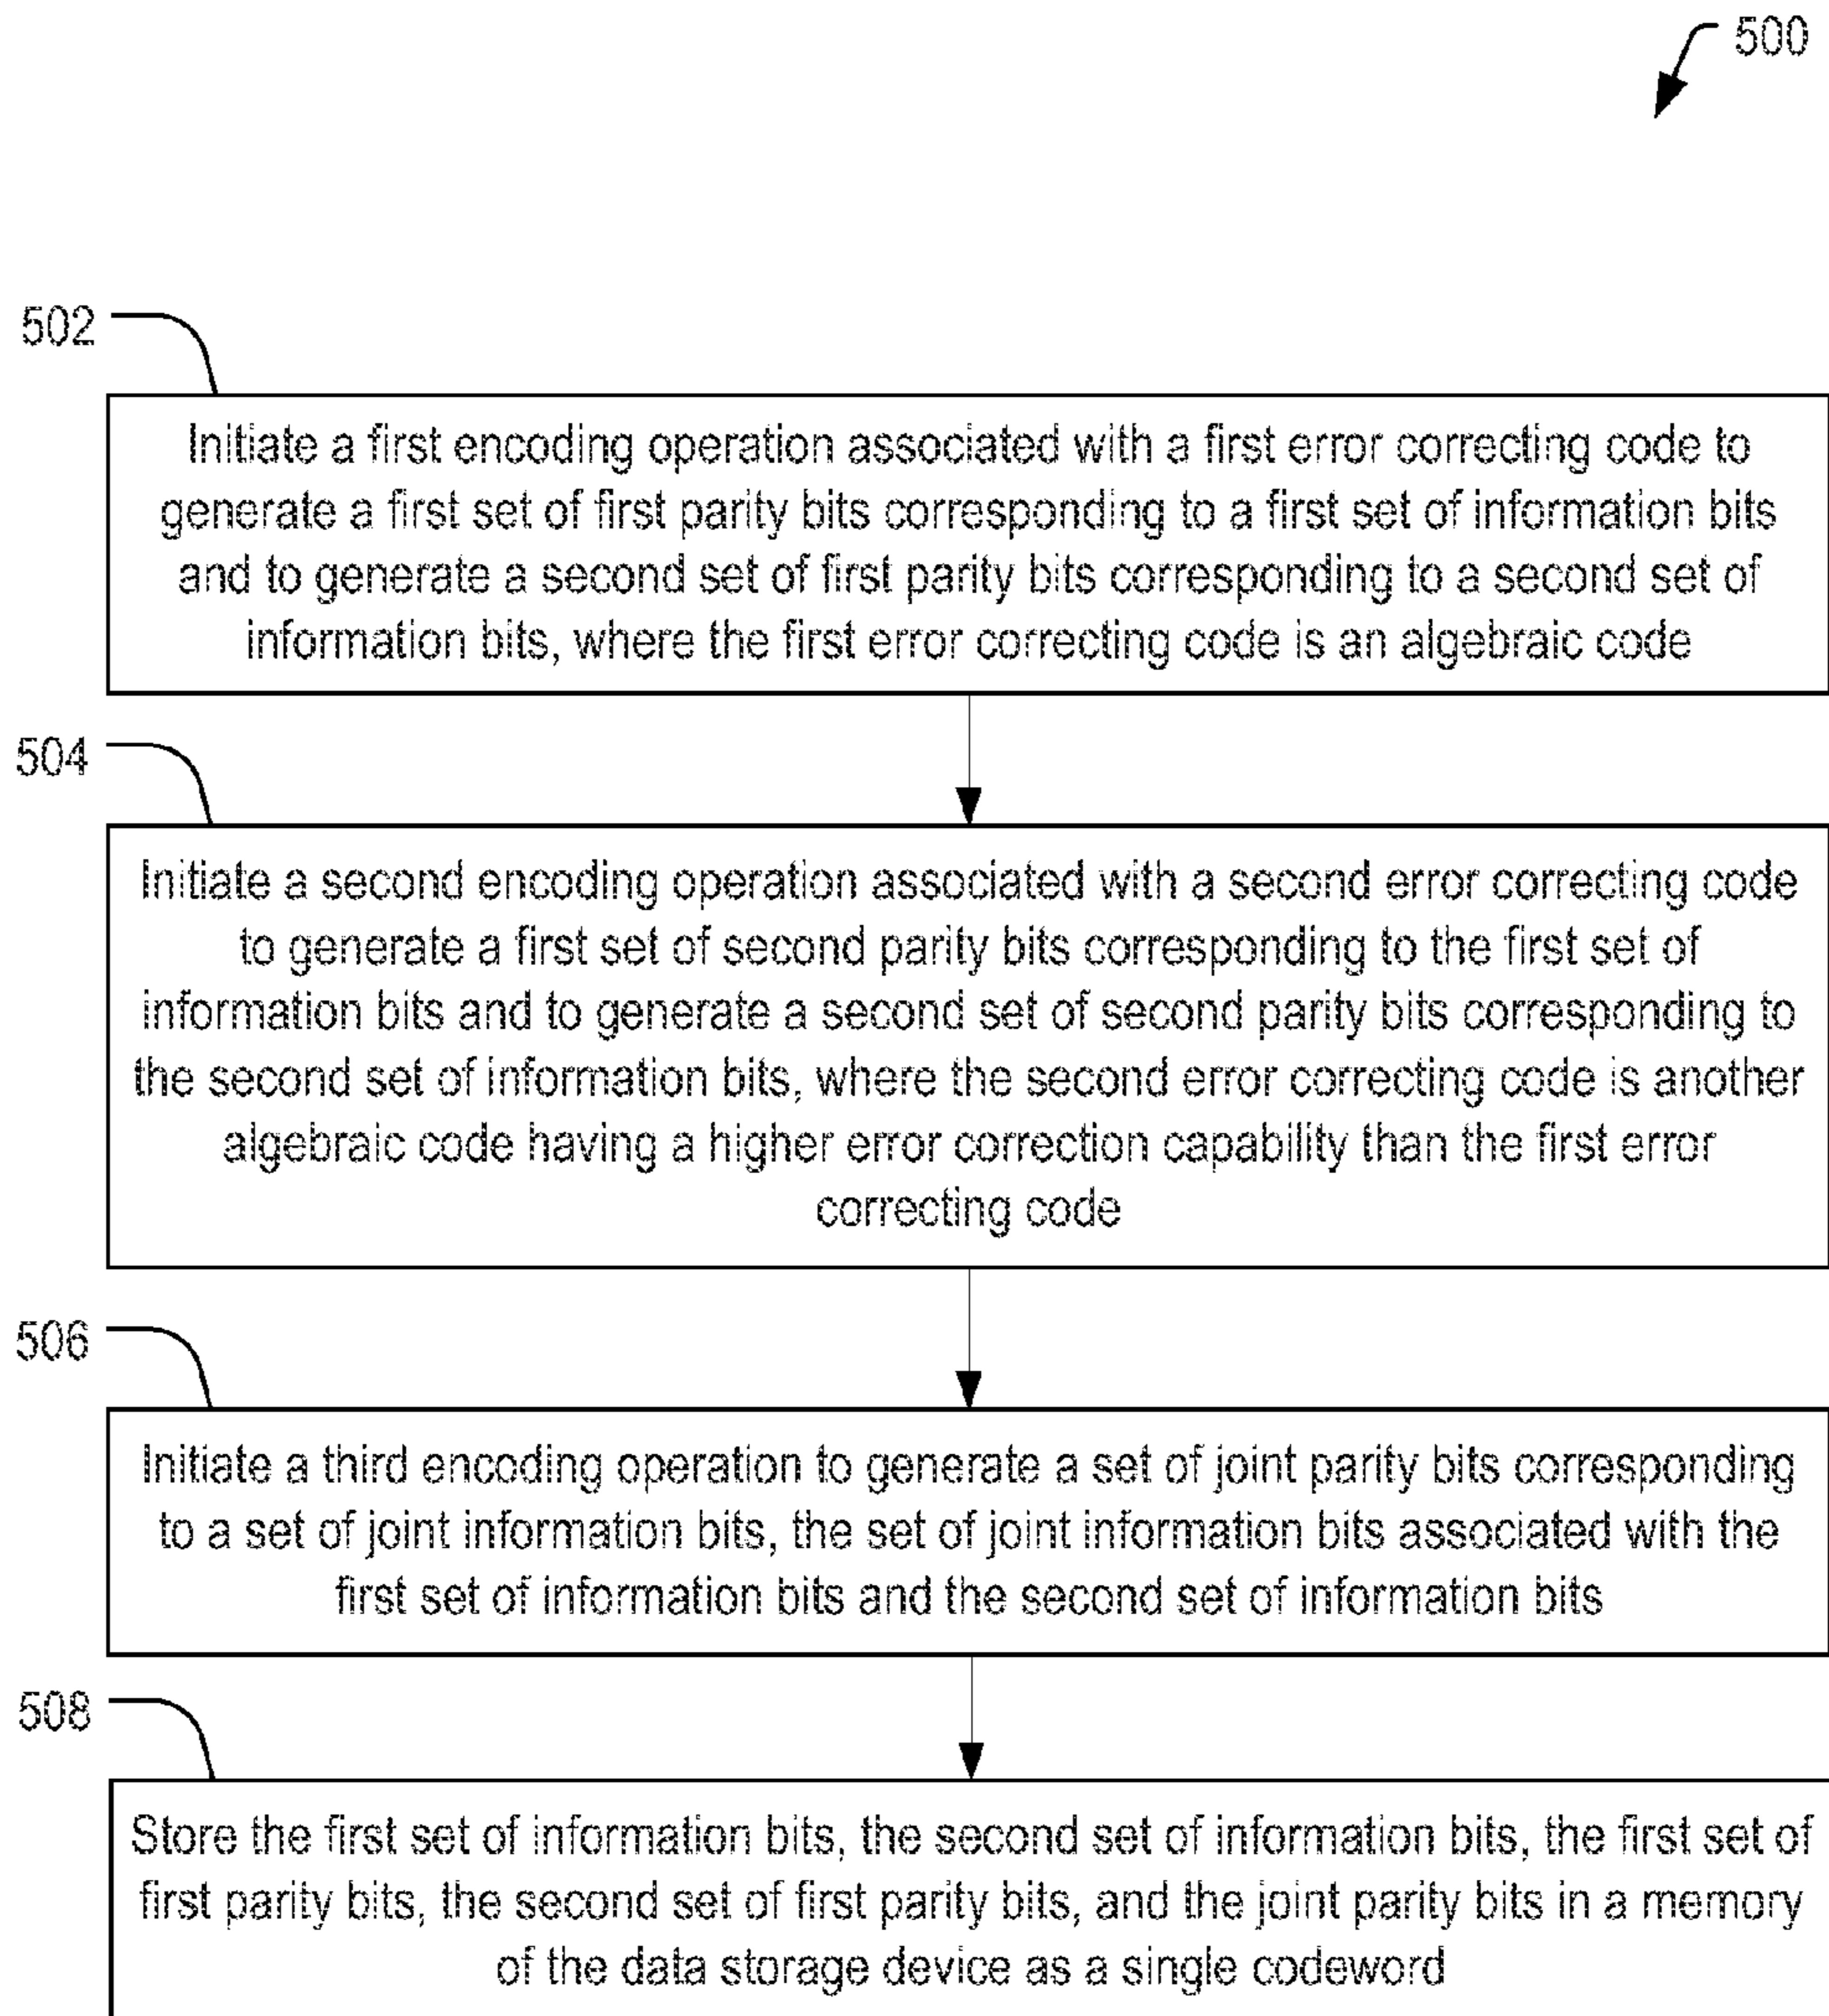 500
502
Initiate a first encoding operation associated with a first error correcting code to
generate a first set of first parity bits corresponding to a first set of information bits
and to generate a second set of first parity bits corresponding to a second set of
information bits, where the first error correcting code is an algebraic code
504
Initiate a second encoding operation associated with a second error correcting code
to generate a first set of second parity bits corresponding to the first set of
information bits and to generate a second set of second parity bits corresponding to
the second set of information bits, where the second error correcting code is another
algebraic code having a higher error correction capability than the first error
correcting code
506
Initiate a third encoding operation to generate a set of joint parity bits corresponding
to a set of joint information bits, the set of joint information bits associated with the
first set of information bits and the second set of information bits
508
Store the first set of information bits, the second set of information bits, the first set of
first parity bits, the second set of first parity bits, and the joint parity bits in a memory
of the data storage device as a single codeword